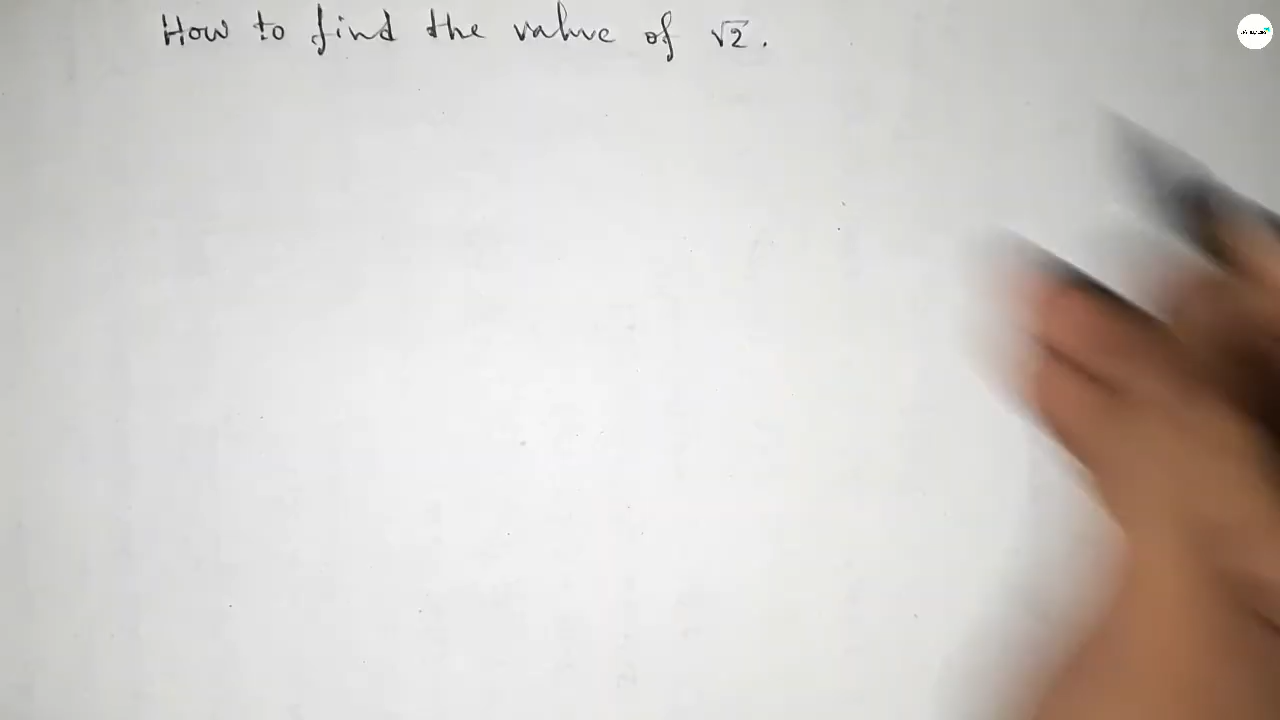 How to find the value of √2.